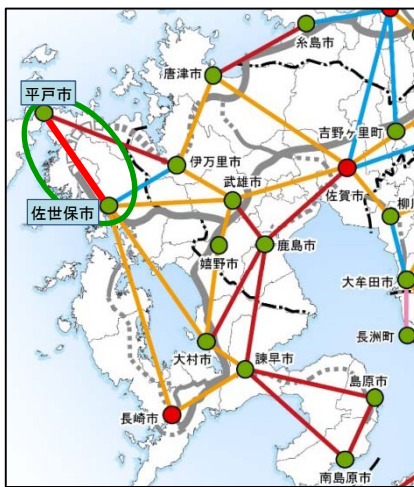 糸島市
唐津市
平戸市
吉野ヶ里町
伊万里市
武雄市
佐賀市
佐世保市
柳川
嬉野市
鹿島市
大牟田市
長洲町
大村市
諫早市
島原市
長崎市
南島原市